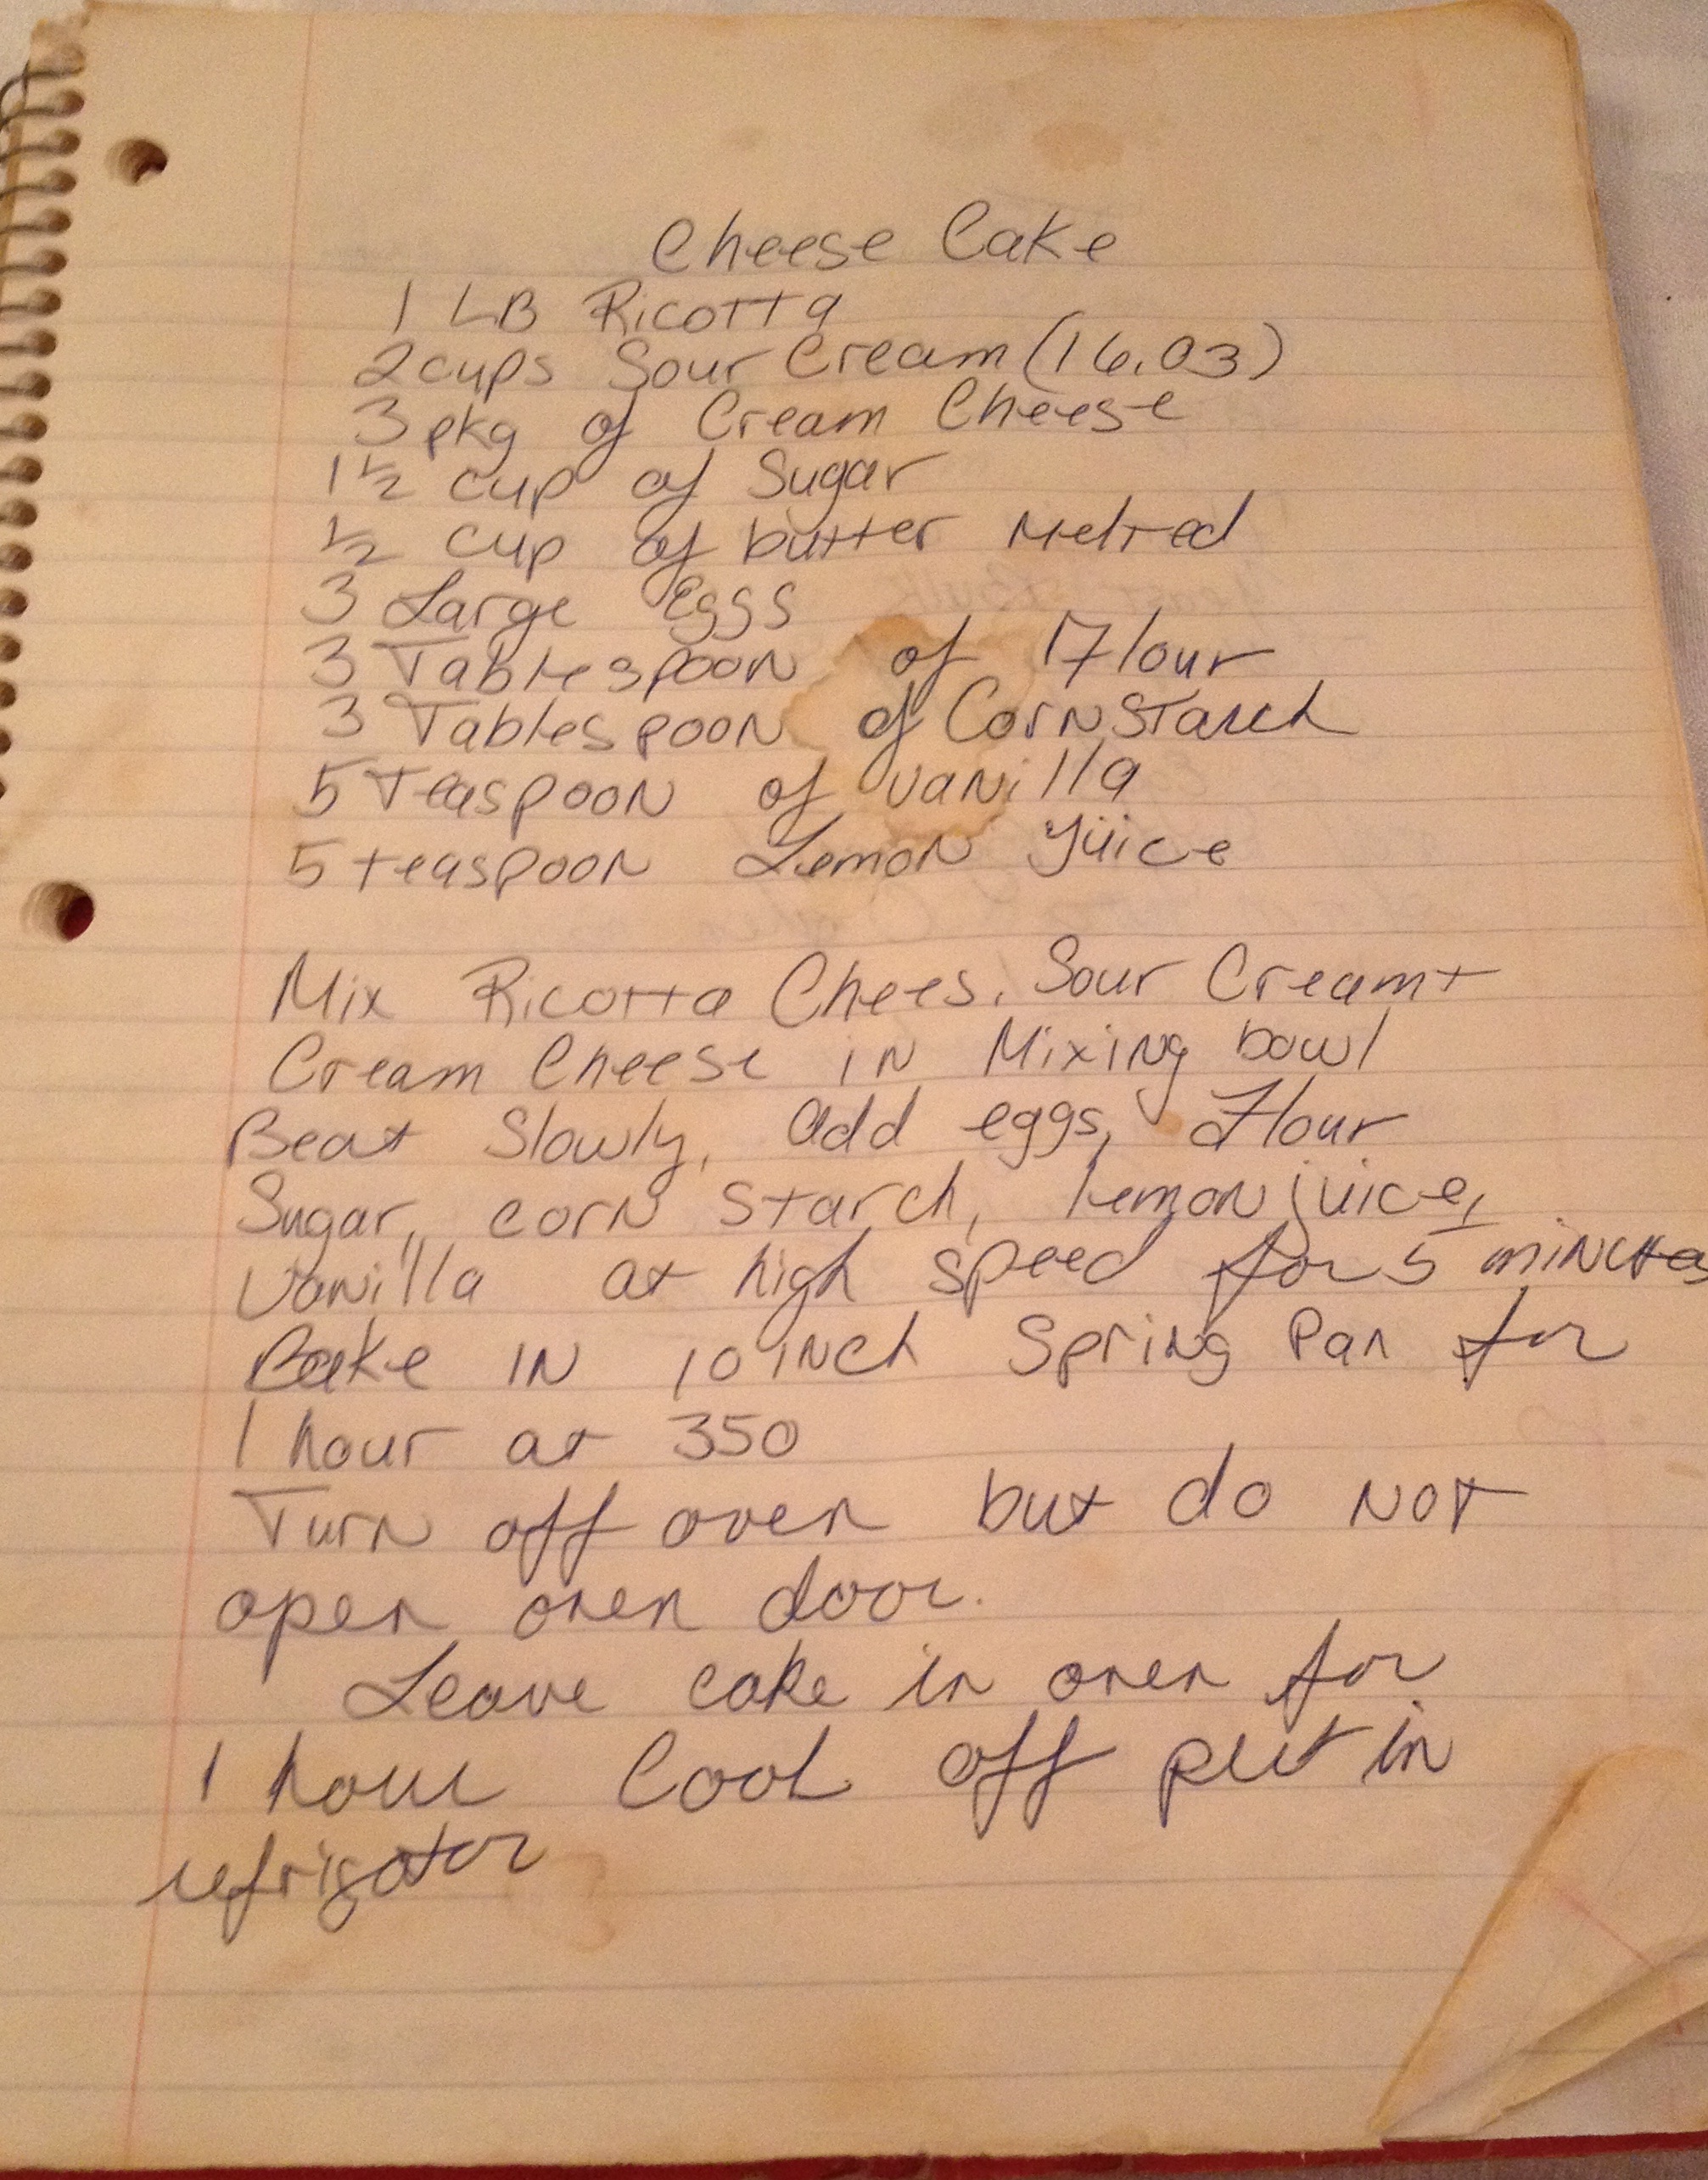 Cheese Cake
1 LB Ricotta
2 cups Sour Cream (16.03)
3 pkg of Cream Cheese
1 1/2 cup of Sugar
1/2 cup of butter Melted
3 Large eggs
3 Tablespoon of Flour
3 Tablespoon of Cornstarch
5 Teaspoon of vanilla
5 teaspoon Lemon Juice
Mix Ricotta Chees, Sour Cream +
Cream Cheese in Mixing bowl
Beat Slowly, add eggs, Flour
Sugar, corn starch, lemon juice,
Vanilla at high speed for 5 minutes
Bake in 10 inch Spring Pan for
1 hour at 350
Turn off oven but do not
open oven door.
Leave cake in oven for
1 hour Cool off put in
refrigator